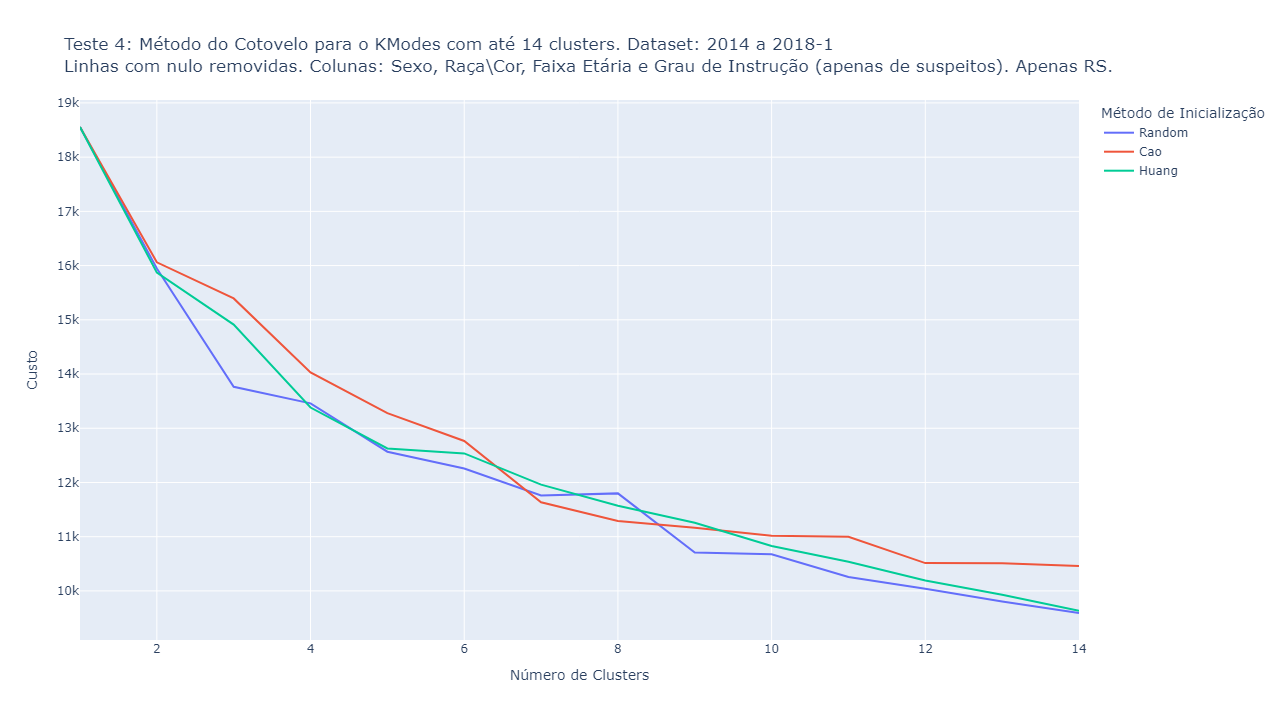 Teste 4: Método do Cotovelo para o KModes com até 14 clusters. Dataset: 2014 a 2018-1
Linhas com nulo removidas. Colunas: Sexo, Raça\Cor, Faixa Etária e Grau de Instrução (apenas de suspeitos). Apenas RS.
Método de Inicialização
Random
Cao
Huang
19k
18k
17k
16k
15k
14k
13k
12k
11k
10k
Custo
2
4
6
8
10
12
14
Número de Clusters